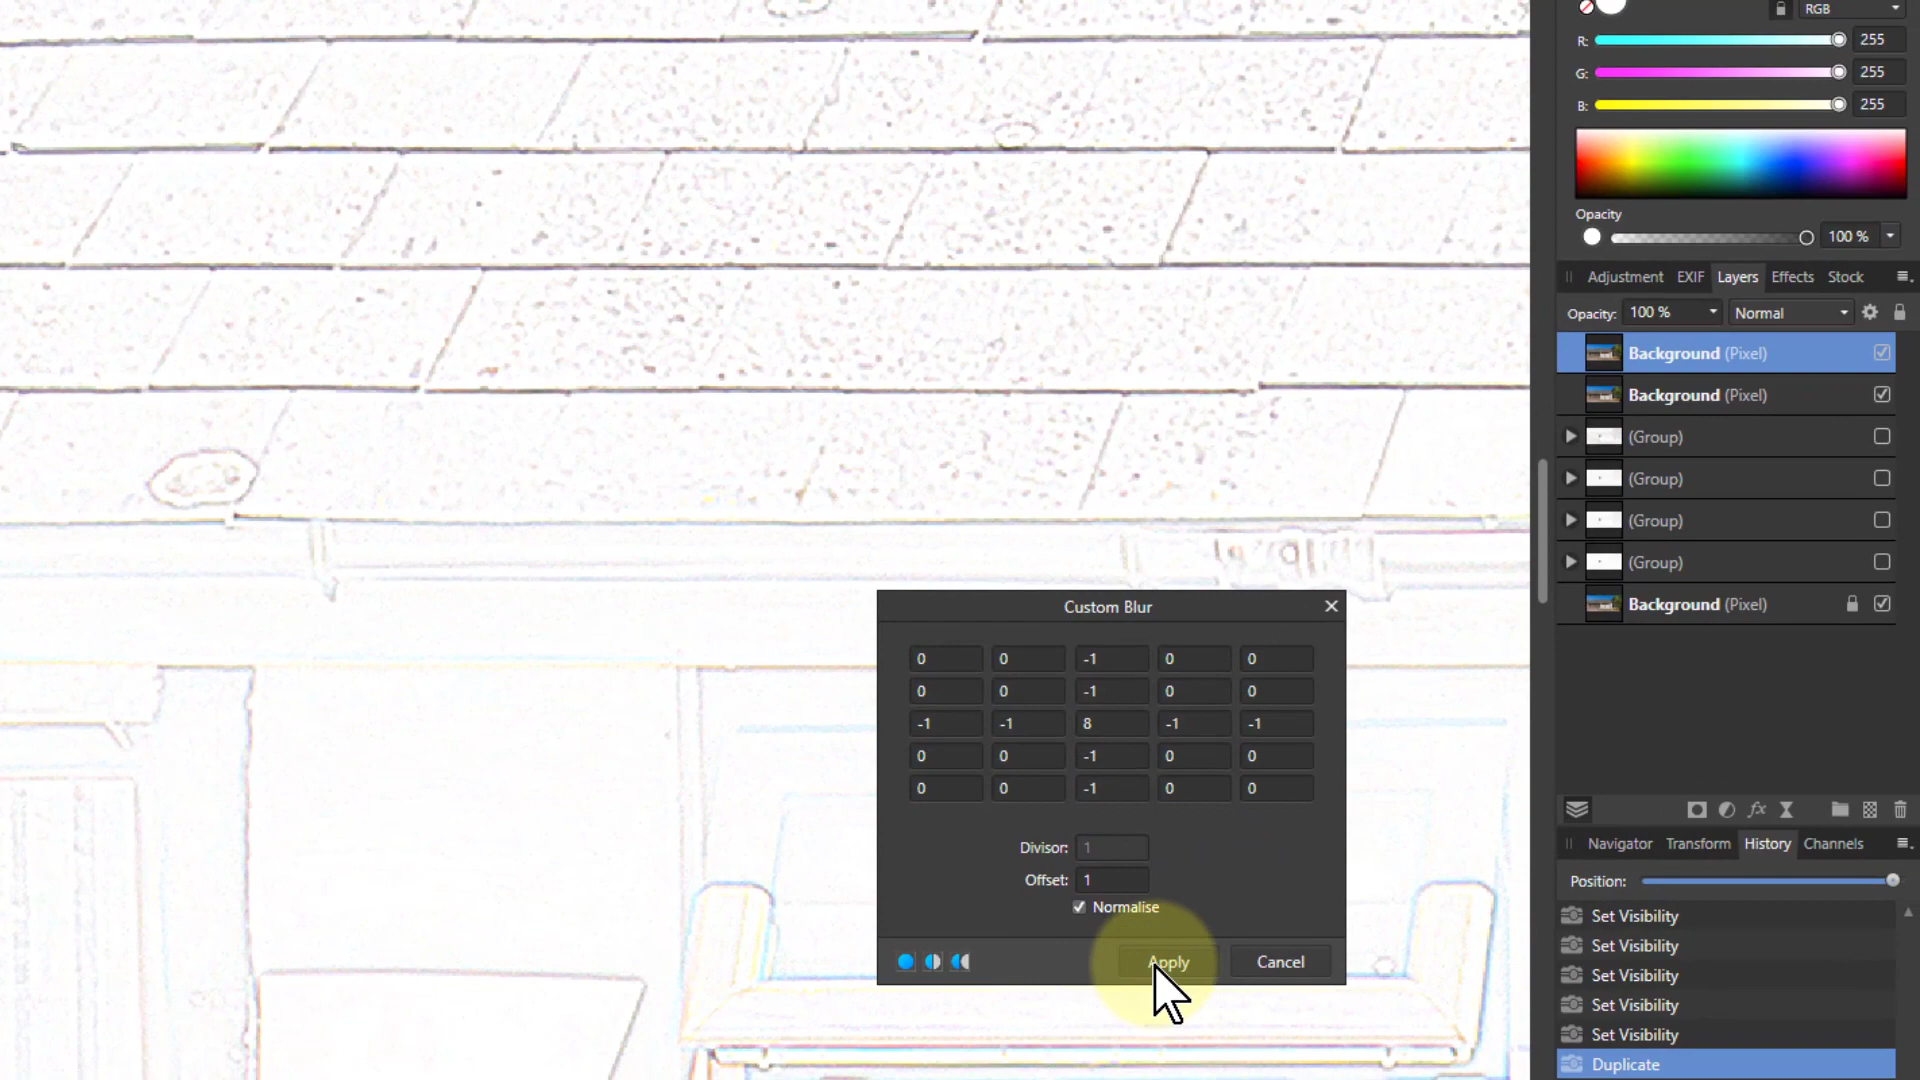 RGB
R: 255
G: 255
B: 255
Opacity
100 %
Adjustment EXIF Layers Effects Stock
Opacity: 100 % Normal
Background (Pixel)
Background (Pixel)
(Group)
(Group)
(Group)
(Group)
Background (Pixel)
Custom Blur
0 0 -1 0 0
0 0 -1 0 0
-1 -1 8 -1 -1
0 0 -1 0 0
0 0 -1 0 0
Divisor: 1
Offset: 1
Normalise
Apply Cancel
Navigator Transform History Channels
Position:
Set Visibility
Set Visibility
Set Visibility
Set Visibility
Set Visibility
Duplicate